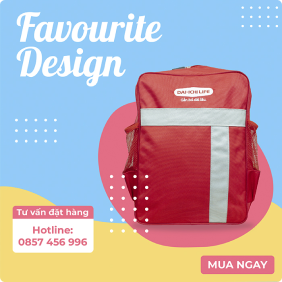 Favourite
Design
DAI-ICHI LIFE
Tư vấn đặt hàng
Hotline:
0857 456 996
MUA NGAY